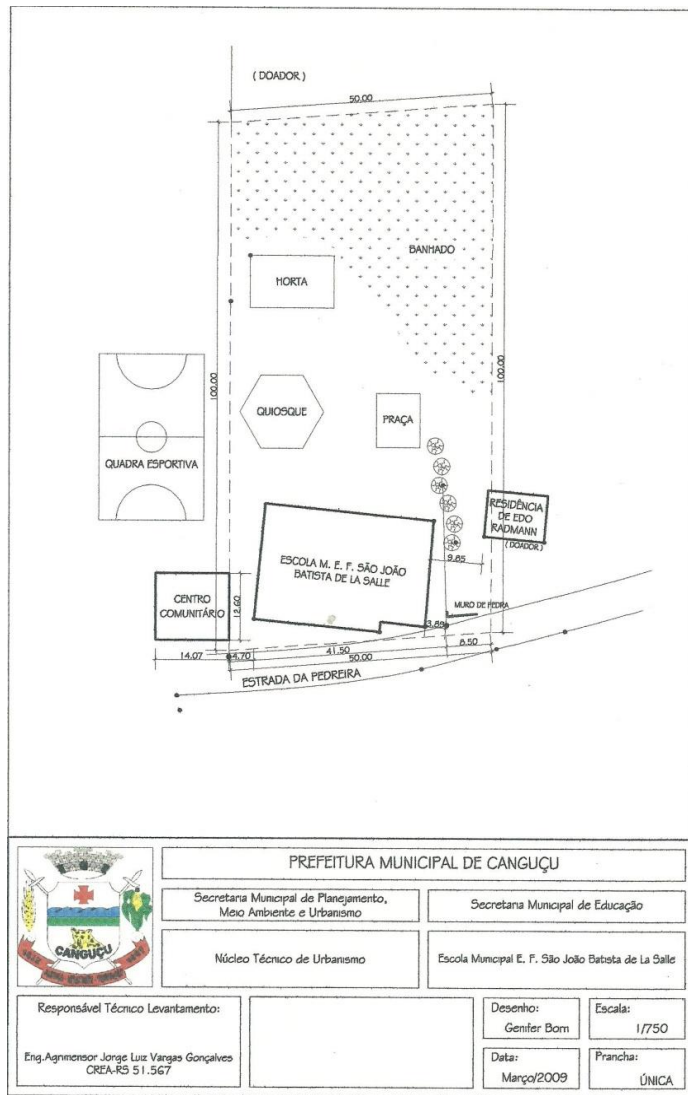 ( DOADOR )
50.00
BANHADO
HORTA
100.00
100.00
QUIOSQUE
PRAÇA
QUADRA ESPORTIVA
RESIDÊNCIA
DE EDO
RADMANN
( DOADOR )
ESCOLA M. E. F. SÃO JOÃO
BATISTA DE LA SALLE
9.85
CENTRO
COMUNITÁRIO
12.60
MURO DE PEDRA
3.86
14.07
4.70
41.50
8.50
50.00
ESTRADA DA PEDREIRA
PREFEITURA MUNICIPAL DE CANGUÇU
Secretaria Municipal de Planejamento,
Meio Ambiente e Urbanismo
Secretaria Municipal de Educação
CANGUÇU
Núcleo Técnico de Urbanismo
Escola Municipal E. F. São João Batista de La Salle
Responsável Técnico Levantamento:
Eng.Agrimensor Jorge Luiz Vargas Gonçalves
CREA-RS 51.567
Desenho:
Genifer Bom
Escala:
1/750
Data:
Março/2009
Prancha:
ÚNICA